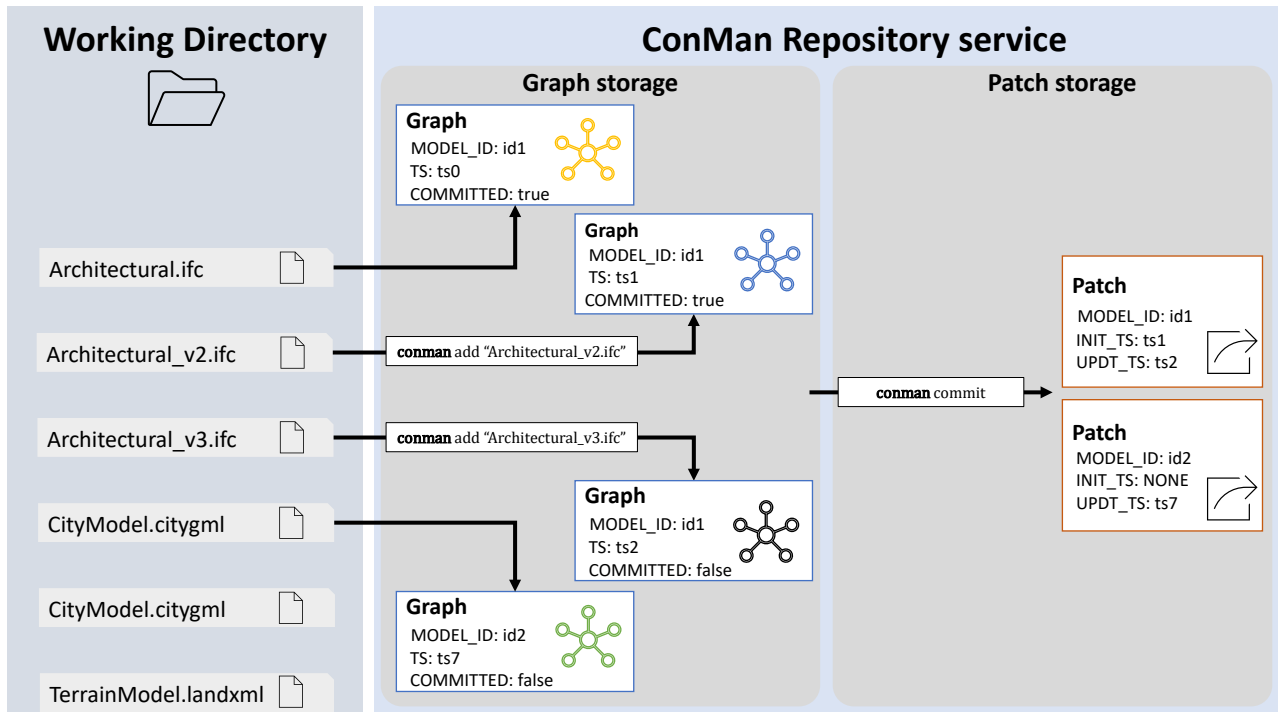 Working Directory
ConMan Repository service
Graph storage
Patch storage
Graph
MODEL_ID: id1
TS: ts0
COMMITTED: true
Graph
MODEL_ID: id1
TS: ts1
COMMITTED: true
Architectural.ifc
Architectural_v2.ifc
conman add “Architectural_v2.ifc”
Architectural_v3.ifc
conman add “Architectural_v3.ifc”
CityModel.citygml
CityModel.citygml
TerrainModel.landxml
Graph
MODEL_ID: id1
TS: ts2
COMMITTED: false
Graph
MODEL_ID: id2
TS: ts7
COMMITTED: false
conman commit
Patch
MODEL_ID: id1
INIT_TS: ts1
UPDT_TS: ts2
Patch
MODEL_ID: id2
INIT_TS: NONE
UPDT_TS: ts7